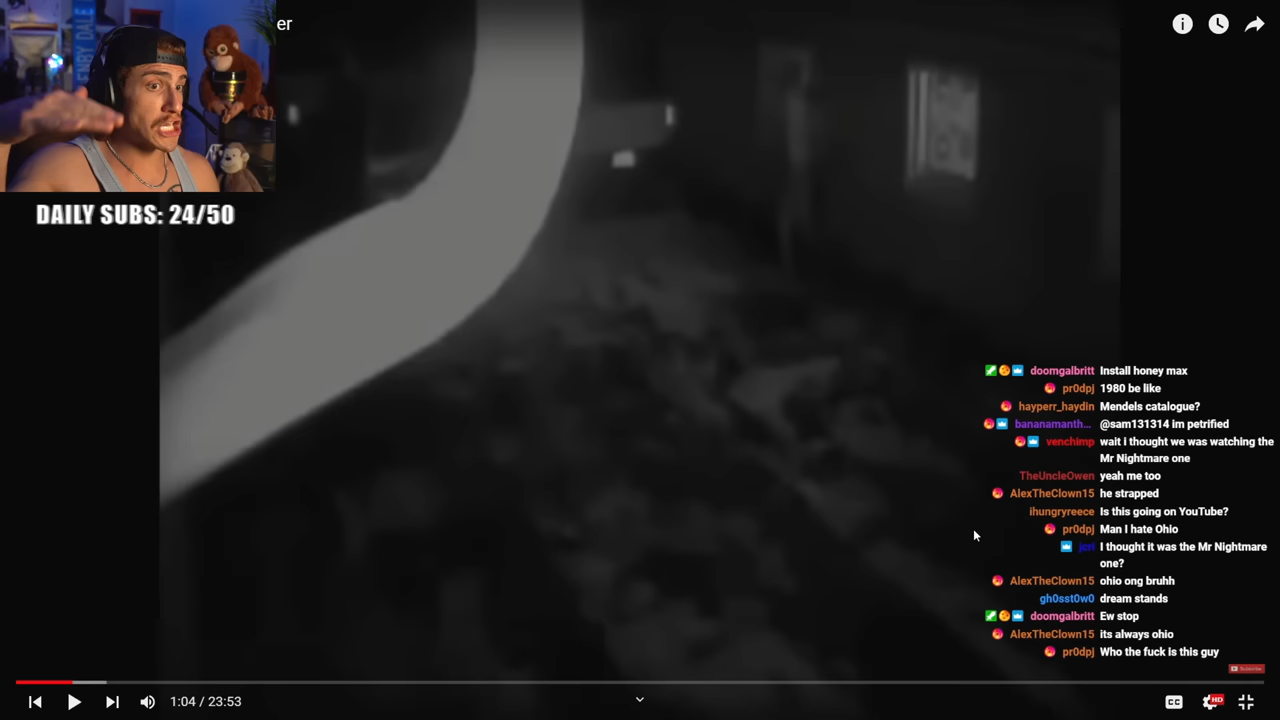 er
DAILY SUBS: 24/50
doomgalbritt Install honey max
pr0dpj 1980 be like
hayperr_haydin Mendels catalogue?
bananamanth... @sam131314 im petrified
venchimp wait i thought we was watching the
Mr Nightmare one
TheUncleOwen yeah me too
AlexTheClown15 he strapped
ihungryreece Is this going on YouTube?
pr0dpj Man I hate Ohio
jcri I thought it was the Mr Nightmare
one?
AlexTheClown15 ohio ong bruhh
gh0sst0w0 dream stands
doomgalbritt Ew stop
AlexTheClown15 its always ohio
pr0dpj Who the fuck is this guy
Subscribe
1:04 / 23:53
CC
HD